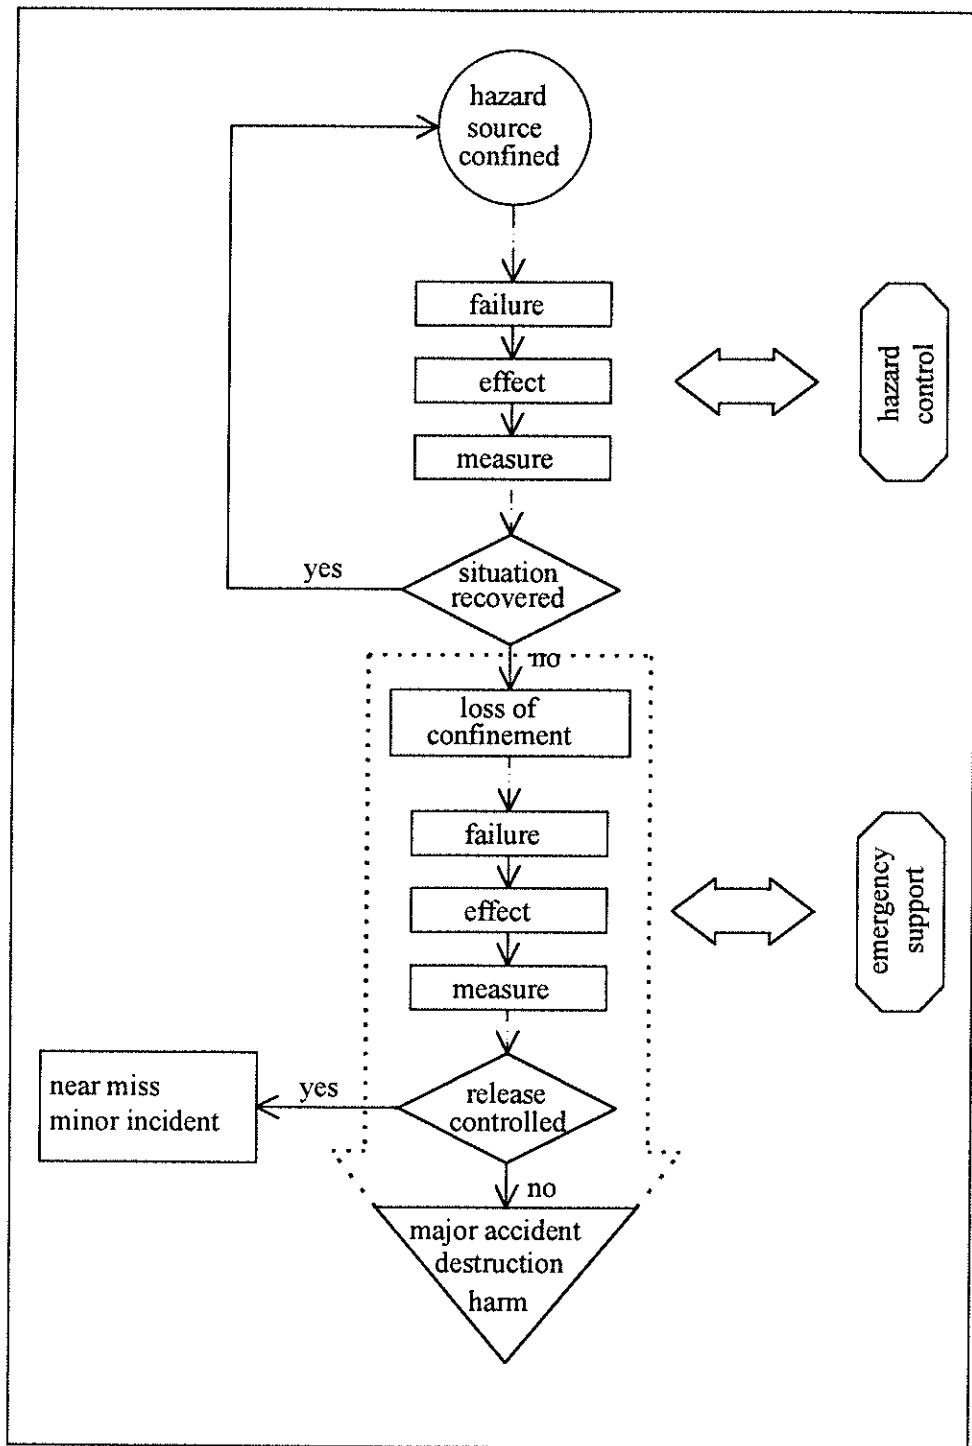 hazard
source
confined
failure
effect
measure
hazard
control
yes
situation
recovered
no
loss of
confinement
failure
effect
measure
emergency
support
near miss
minor incident
yes
release
controlled
no
major accident
destruction
harm